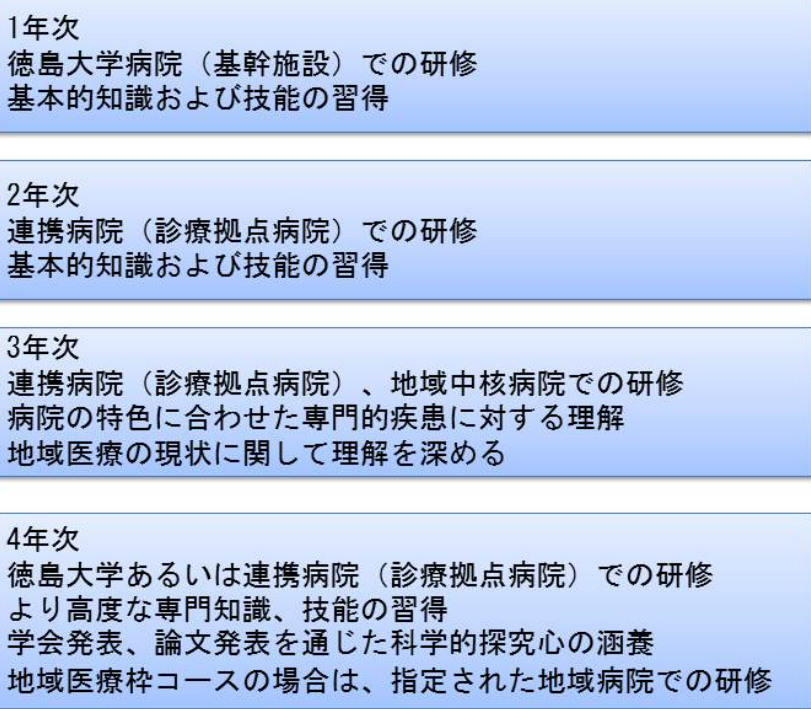 1年次
徳島大学病院（基幹施設）での研修
基本的知識および技能の習得
2年次
連携病院（診療拠点病院）での研修
基本的知識および技能の習得
3年次
連携病院（診療拠点病院）、地域中核病院での研修
病院の特色に合わせた専門的疾患に対する理解
地域医療の現状に関して理解を深める
4年次
徳島大学あるいは連携病院（診療拠点病院）での研修
より高度な専門知識、技能の習得
学会発表、論文発表を通じた科学的探究心の涵養
地域医療枠コースの場合は、指定された地域病院での研修